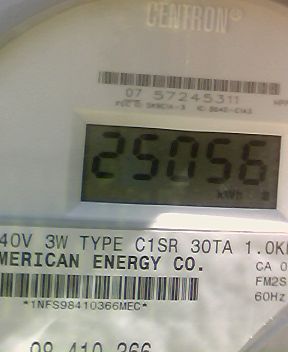 CENTRON®
07 57245311
25056
kWh
40V 3W TYPE C1SR 30TA 1.0K
MERICAN ENERGY CO.
CA 0
FM2S
60Hz
*1NFS98410366MEC*
98 410 366